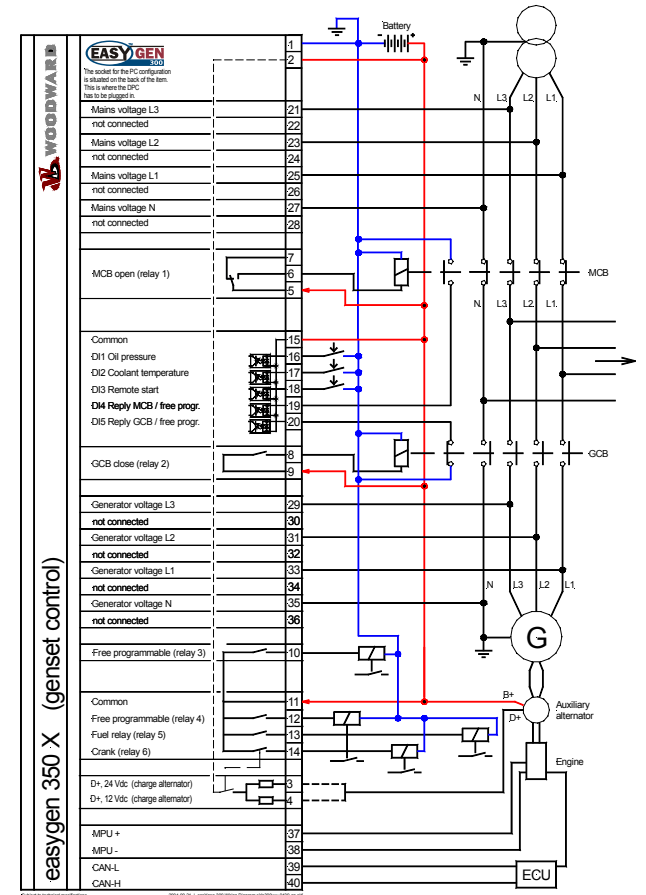 WOODWARD
easygen 350 X (genset control)
EASYGEN
300
The socket for the PC configuration
is situated on the back of the item.
This is where the DPC
has to be plugged in.
Battery
1
2
Mains voltage L3 21
not connected 22
Mains voltage L2 23
not connected 24
Mains voltage L1 25
not connected 26
Mains voltage N 27
not connected 28
N L3 L2 L1
7
MCB open (relay 1) 6
5
MCB
N L3 L2 L1
Common 15
DI1 Oil pressure 16
DI2 Coolant temperature 17
DI3 Remote start 18
DI4 Reply MCB / free progr. 19
DI5 Reply GCB / free progr. 20
GCB close (relay 2) 8
9
GCB
Generator voltage L3 29
not connected 30
Generator voltage L2 31
not connected 32
Generator voltage L1 33
not connected 34
Generator voltage N 35
not connected 36
N L3 L2 L1
G
Free programmable (relay 3) 10
Common 11
Free programmable (relay 4) 12
Fuel relay (relay 5) 13
Crank (relay 6) 14
B+
D+
Auxiliary
alternator
Engine
D+, 24 Vdc (charge alternator) 3
D+, 12 Vdc (charge alternator) 4
MPU + 37
MPU - 38
CAN-L 39
CAN-H 40
ECU